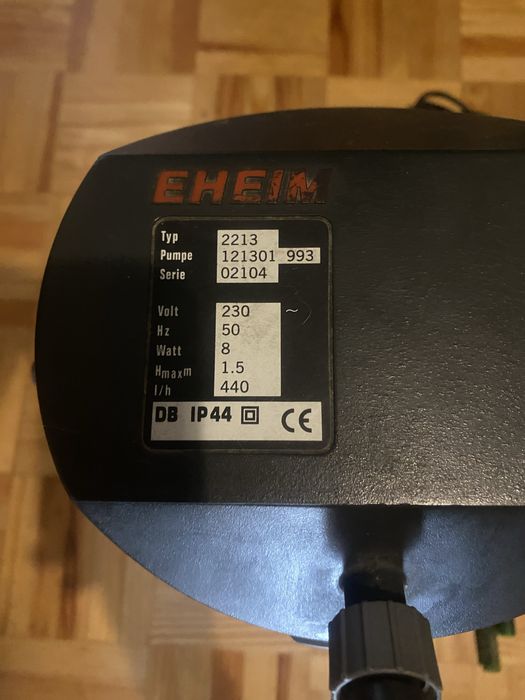 EHEIM
Typ 2213
Pumpe 121301 993
Serie 02104
Volt 230 ~
Hz 50
Watt 8
Hmaxm 1.5
l/h 440
DB IP44 CE